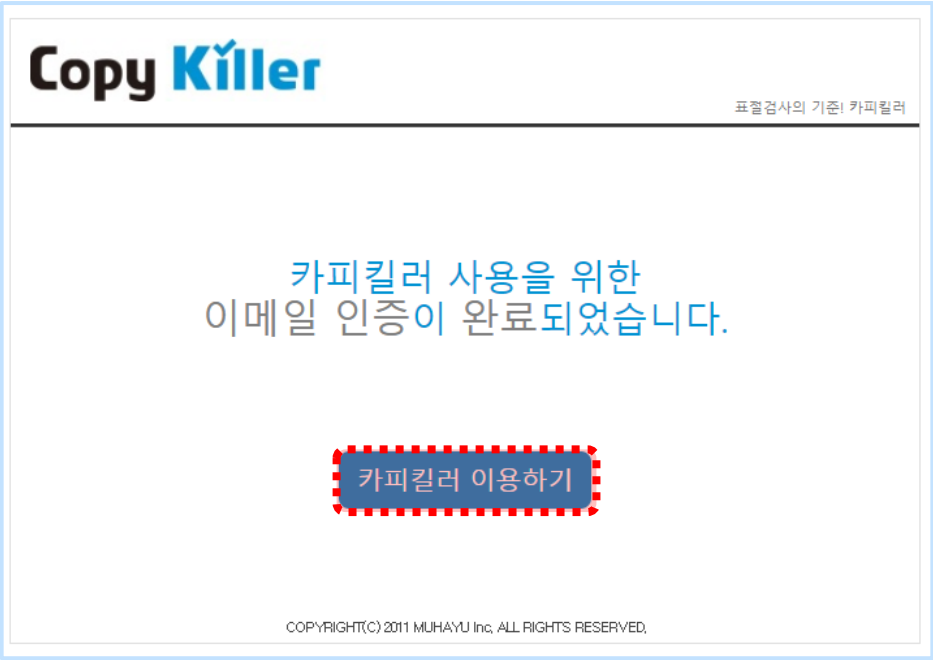 Copy Killer
표절검사의 기준! 카피킬러
카피킬러 사용을 위한
이메일 인증이 완료되었습니다.
카피킬러 이용하기
COPYRIGHT(C) 2011 MUHAYU Inc, ALL RIGHTS RESERVED,